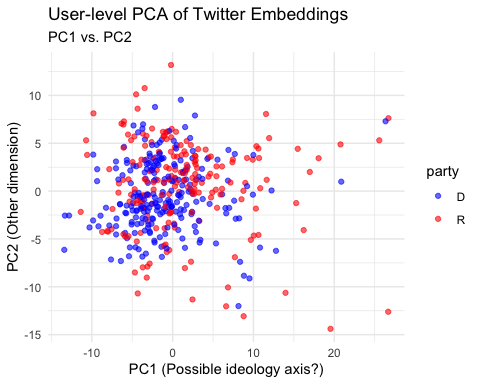 User-level PCA of Twitter Embeddings
PC1 vs. PC2
10
5
0
-5
-10
-15
PC2 (Other dimension)
-10
0
10
20
PC1 (Possible ideology axis?)
party
D
R